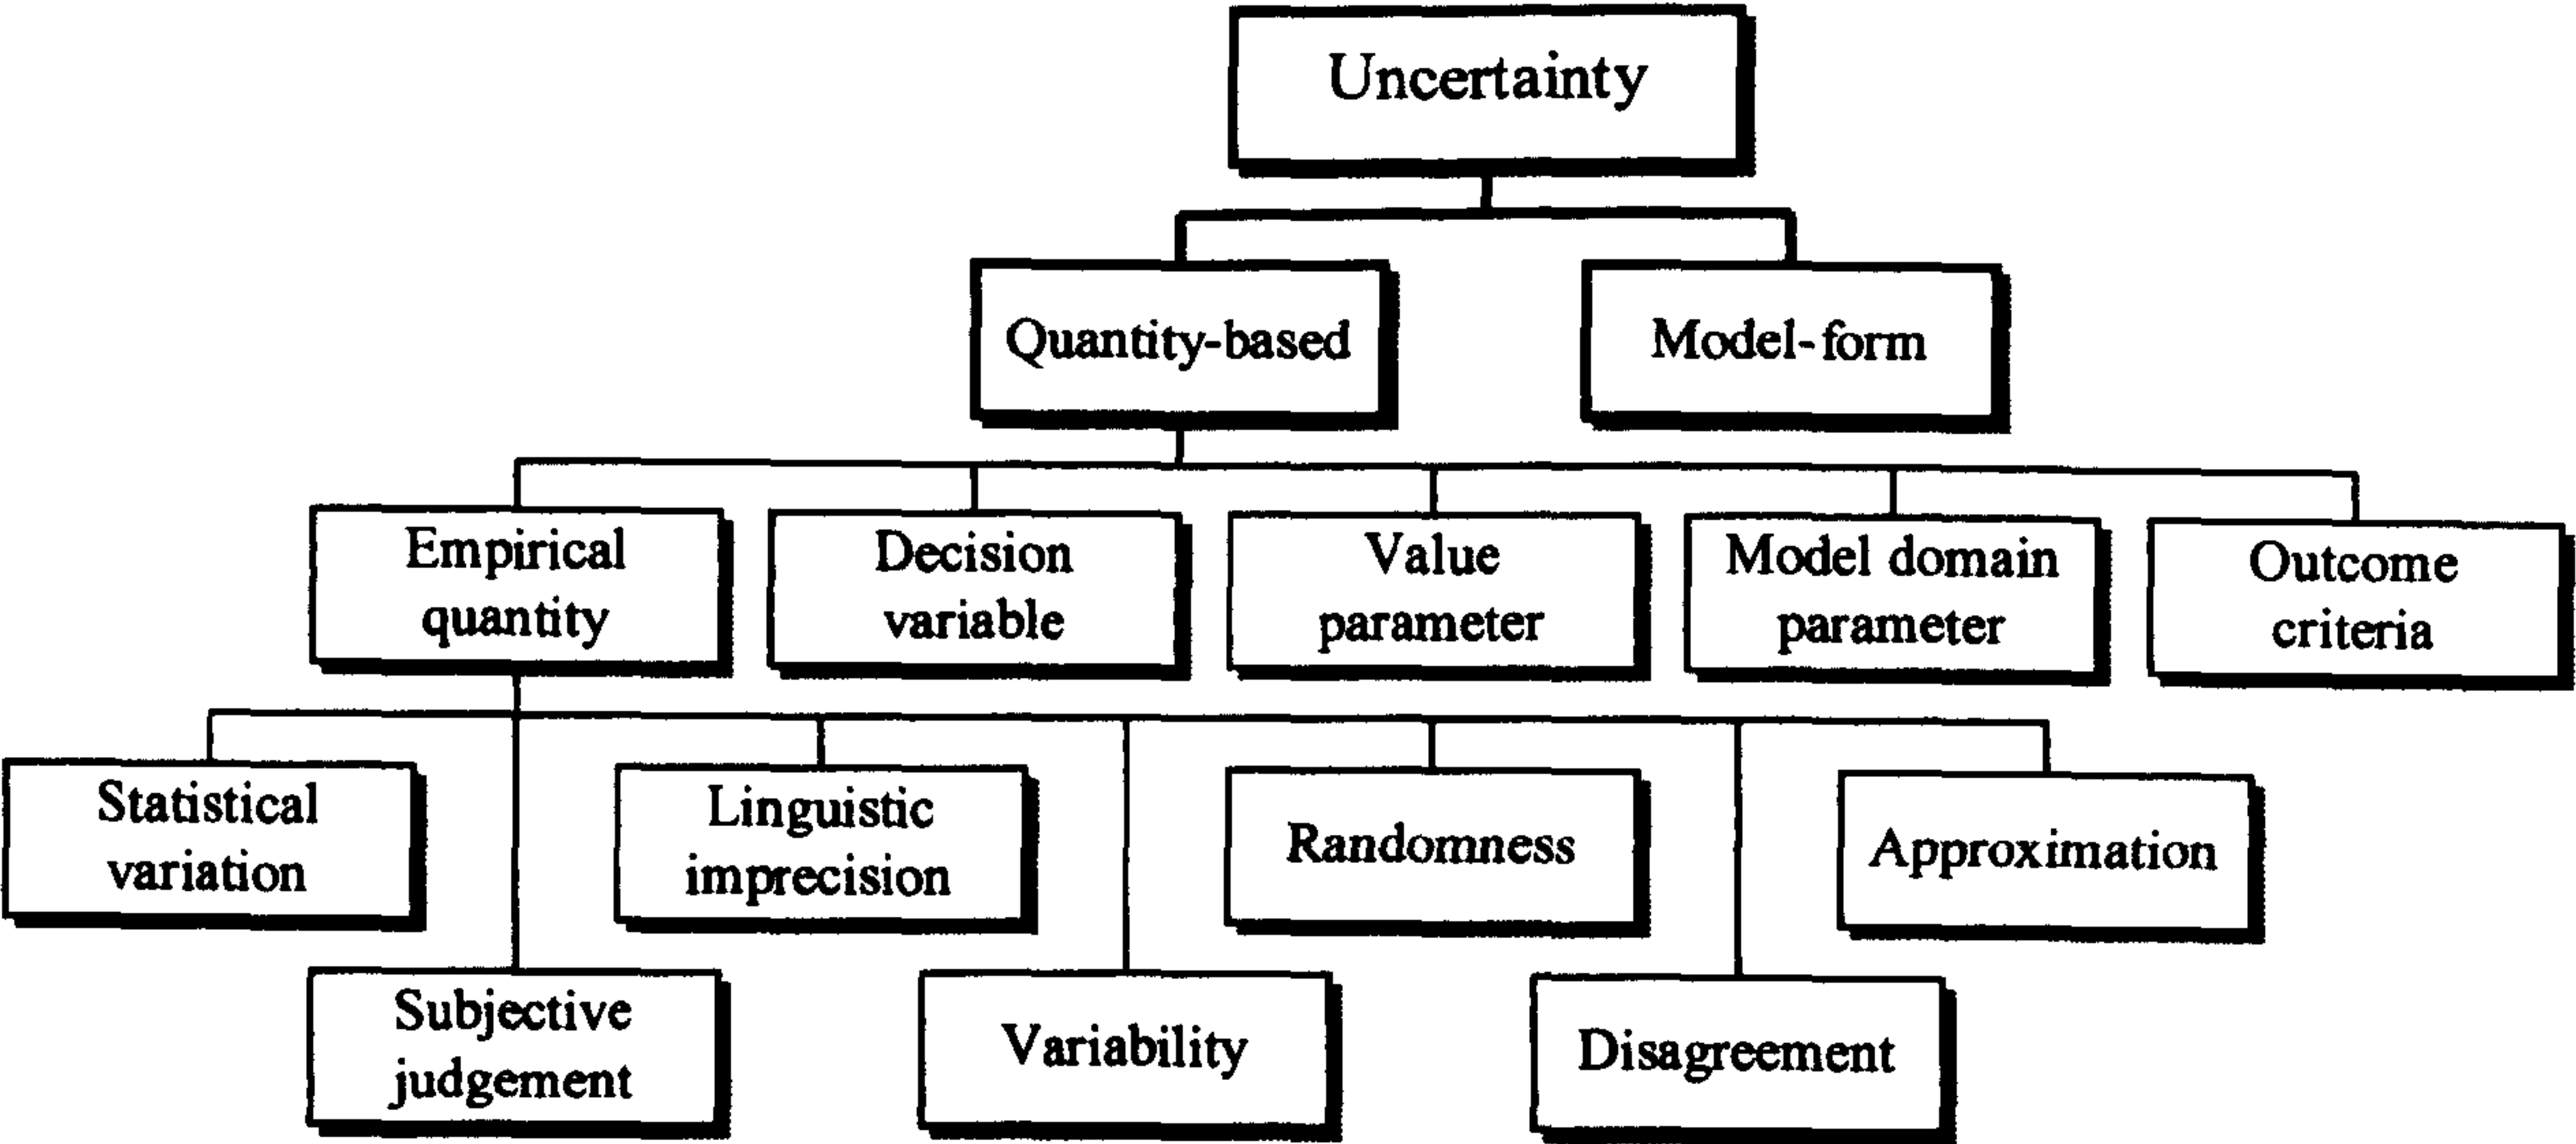 Uncertainty
Quantity-based
Model-form
Empirical
quantity
Decision
variable
Value
parameter
Model domain
parameter
Outcome
criteria
Statistical
variation
Linguistic
imprecision
Randomness
Approximation
Subjective
judgement
Variability
Disagreement